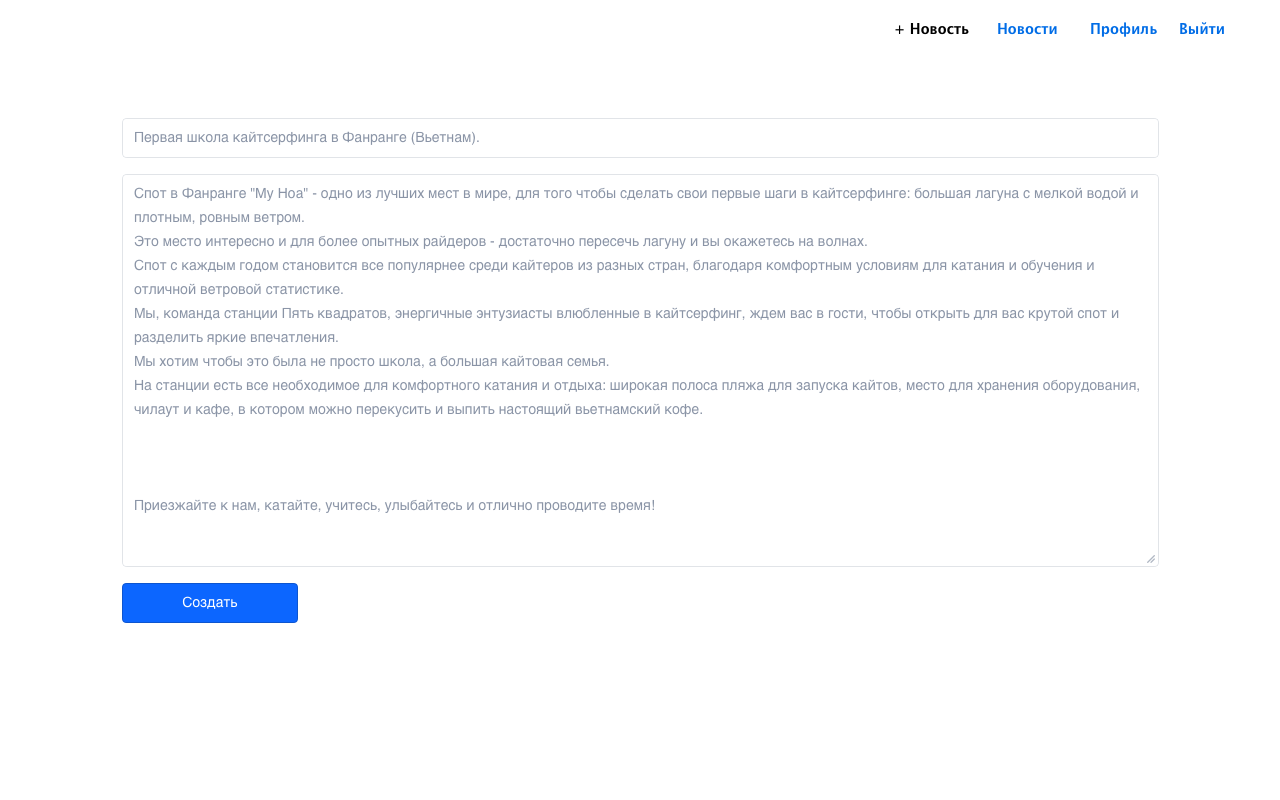 + Новость Новости Профиль Выйти
Первая школа кайтсерфинга в Фанранге (Вьетнам).
Спот в Фанранге "My Hoa" - одно из лучших мест в мире, для того чтобы сделать свои первые шаги в кайтсерфинге: большая лагуна с мелкой водой и
плотным, ровным ветром.
Это место интересно и для более опытных райдеров - достаточно пересечь лагуну и вы окажетесь на волнах.
Спот с каждым годом становится все популярнее среди кайтеров из разных стран, благодаря комфортным условиям для катания и обучения и
отличной ветровой статистике.
Мы, команда станции Пять квадратов, энергичные энтузиасты влюбленные в кайтсерфинг, ждем вас в гости, чтобы открыть для вас крутой спот и
разделить яркие впечатления.
Мы хотим чтобы это была не просто школа, а большая кайтовая семья.
На станции есть все необходимое для комфортного катания и отдыха: широкая полоса пляжа для запуска кайтов, место для хранения оборудования,
чилаут и кафе, в котором можно перекусить и выпить настоящий вьетнамский кофе.
Приезжайте к нам, катайте, учитесь, улыбайтесь и отлично проводите время!
Создать